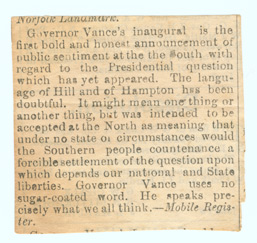 Norfolk Landmark.
Governor Vance's inaugural is the
first bold and honest announcement of
public sentiment at the the South with
regard to the Presidential question
which has yet appeared. The langu-
age of Hill and of Hampton has been
doubtful. It might mean one thing or
another thing, but was intended to be
accepted at the North as meaning that
under no state of circumstances would
the Southern people countenance a
forcible settlement of the question upon
which depends our national and State
liberties. Governor Vance uses no
sugar-coated word. He speaks pre-
cisely what we all think.—Mobile Regis-
ter.